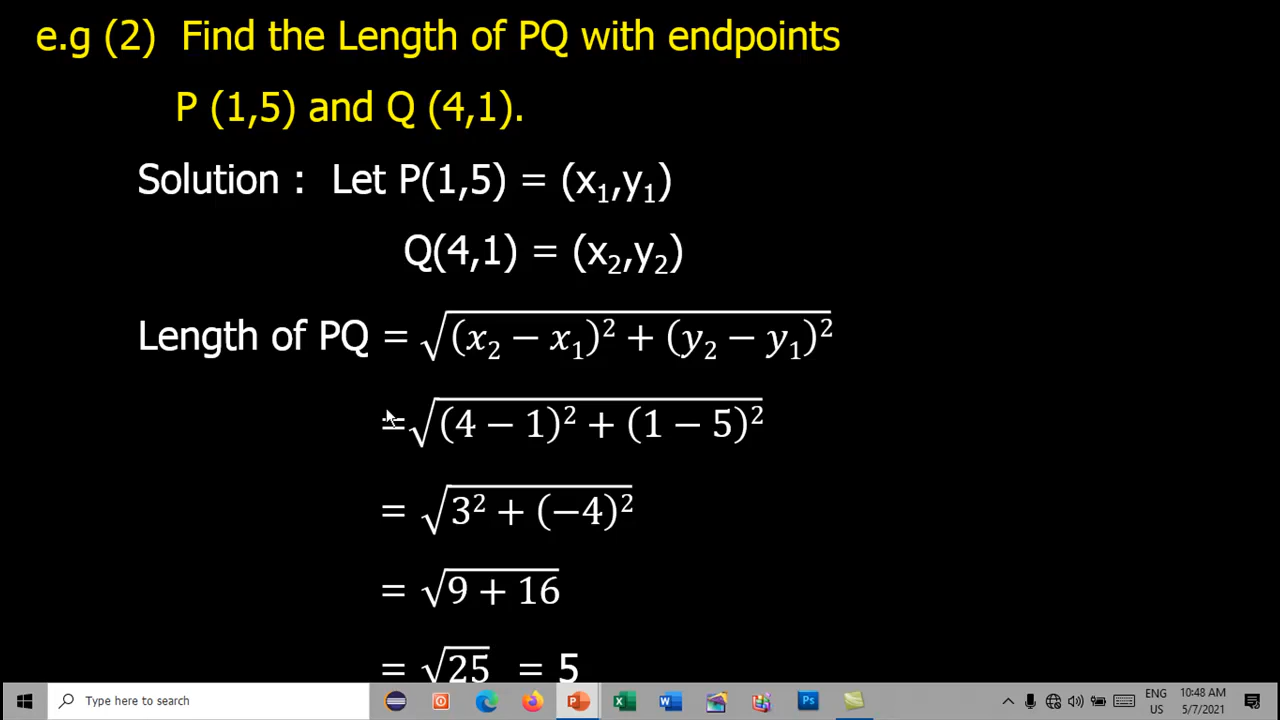 e.g (2) Find the Length of PQ with endpoints
P (1,5) and Q (4,1).
Solution : Let P(1,5) = (x₁,y₁)
Q(4,1) = (x₂,y₂)
Length of PQ = √(x₂ − x₁)² + (y₂ − y₁)²
= √(4 − 1)² + (1 − 5)²
= √3² + (−4)²
= √9 + 16
= √25 = 5
Type here to search
ENG 10:48 AM
US 5/7/2021